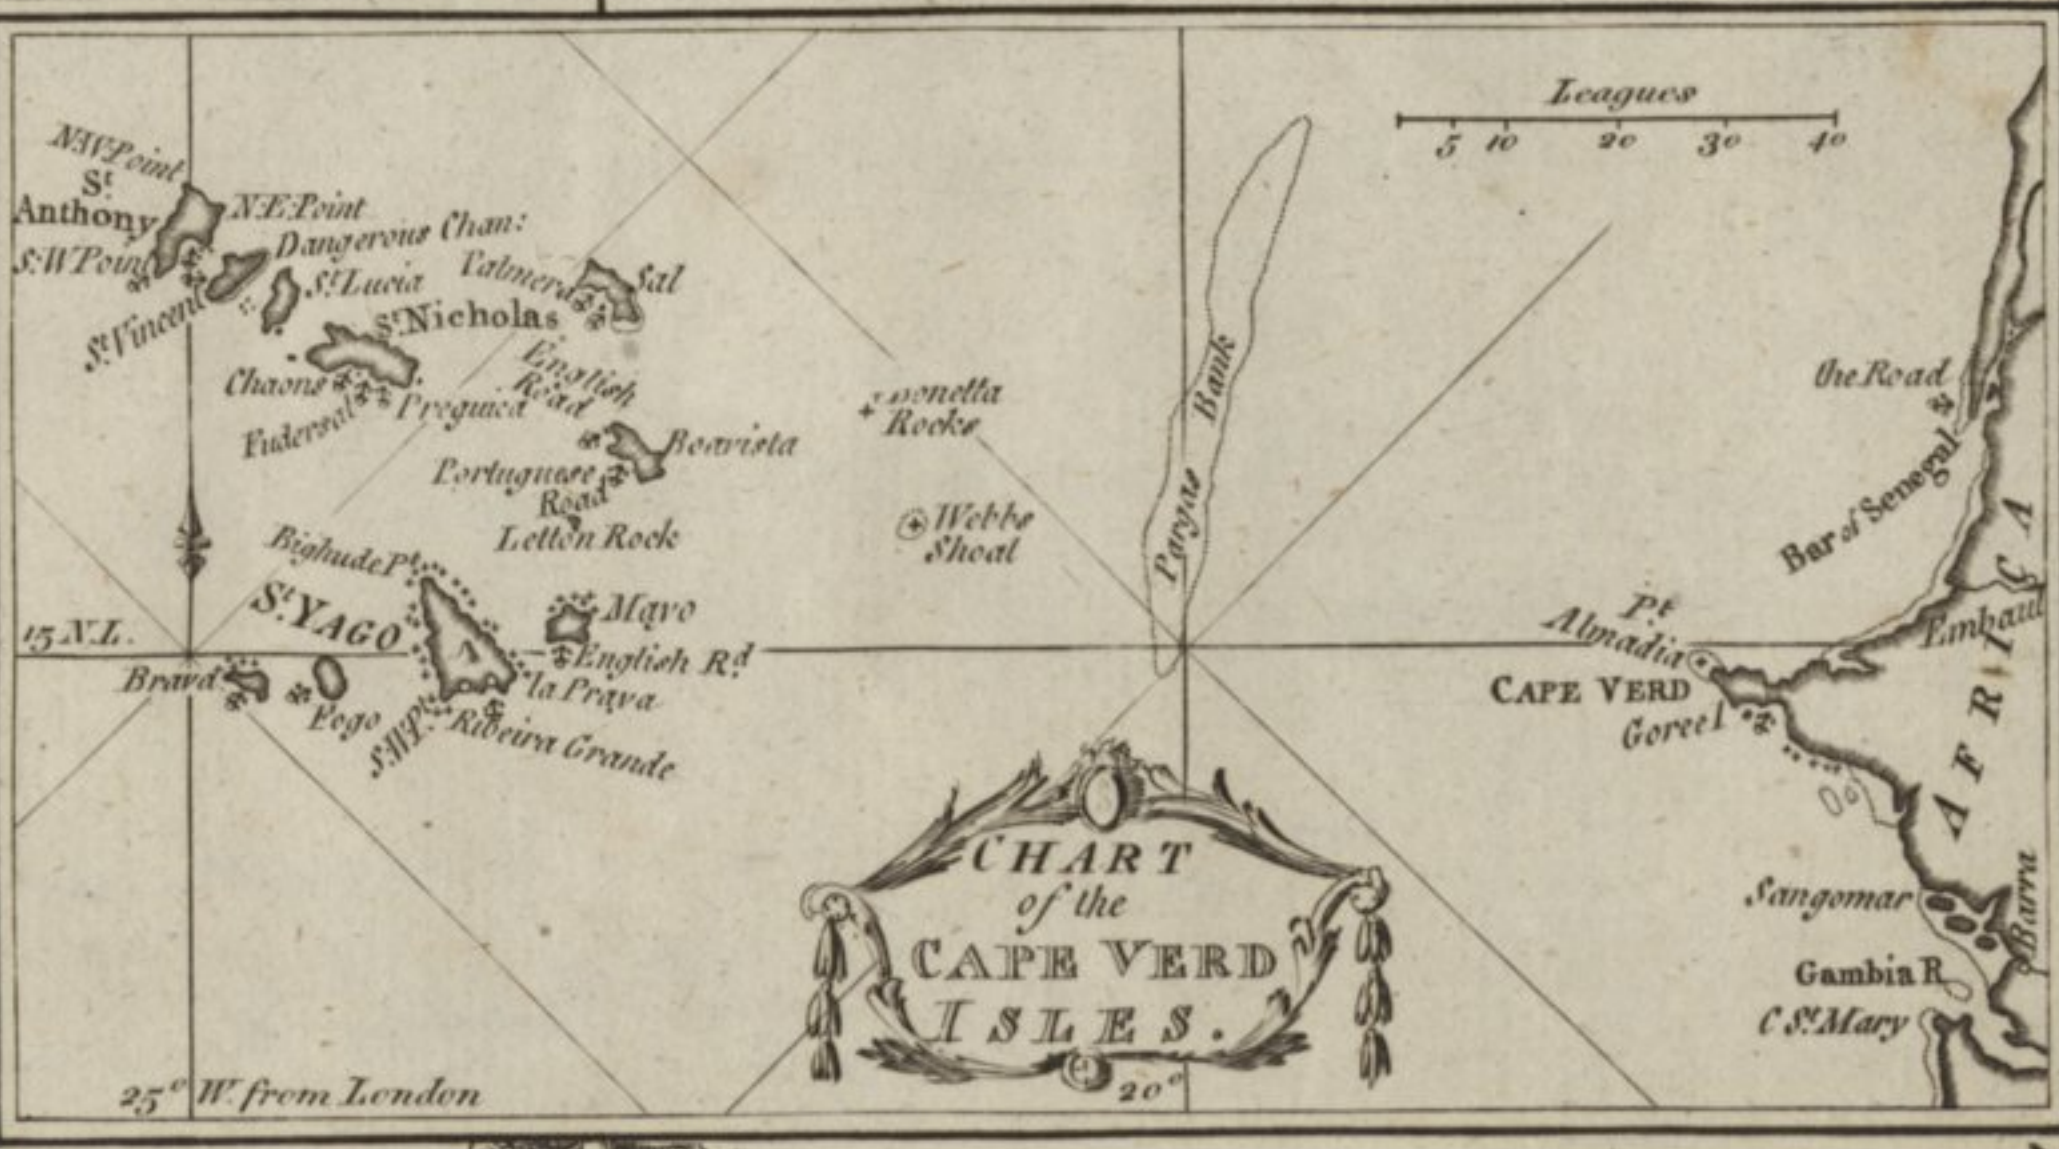 Leagues
5 10 20 30 40
N.W.Point
St.
Anthony
S.W Point
N.E.Point
Dangerous Chan:
St. Vincent
St. Lucia
St. Nicholas
Chaons
Fudersal
Preguica
Palmera
Sal
English
Road
Boavista
Portuguese
Road
Letton Rock
Bonetta
Rocks
Webbs
Shoal
Pargas Bank
the Road
Bar of Senegal
15 N.L.
Bighude Pt.
St. YAGO
Mayo
English Rd.
la Praya
Ribeira Grande
S.W Pt.
Brava
Fogo
Pt.
Almadia
CAPE VERD
Goree I
AFRICA
Sangomar
Barra
Gambia R
C St. Mary
CHART
of the
CAPE VERD
ISLES.
25° W. from London
20°